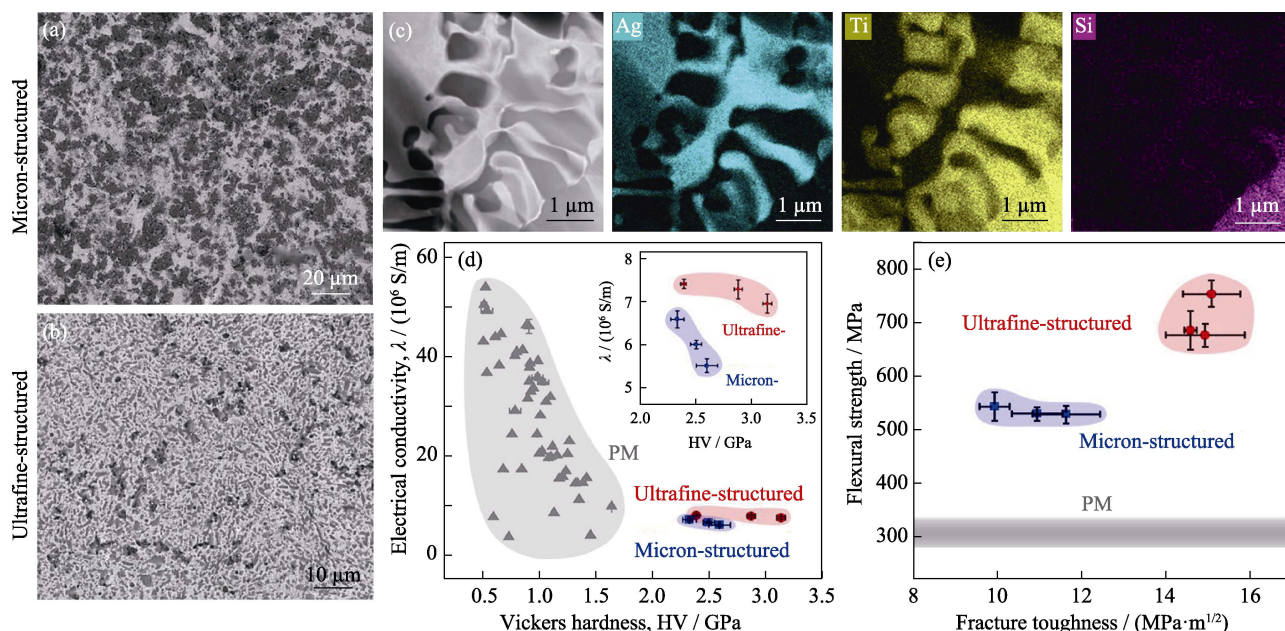 Micron-structured
(a)
20 μm
Ultrafine-structured
(b)
10 μm
(c)
1 μm
Ag
1 μm
Ti
1 μm
Si
1 μm
(d)
Electrical conductivity, λ / (10⁶ S/m)
60
40
20
0
0.5
1.0
1.5
2.0
2.5
3.0
3.5
Vickers hardness, HV / GPa
PM
Ultrafine-structured
Micron-structured
λ / (10⁶ S/m)
8
7
6
5
Ultrafine-
Micron-
2.0
2.5
3.0
3.5
HV / GPa
(e)
Flexural strength / MPa
800
700
600
500
400
300
Ultrafine-structured
Micron-structured
PM
8
10
12
14
16
Fracture toughness / (MPa·m¹/²)